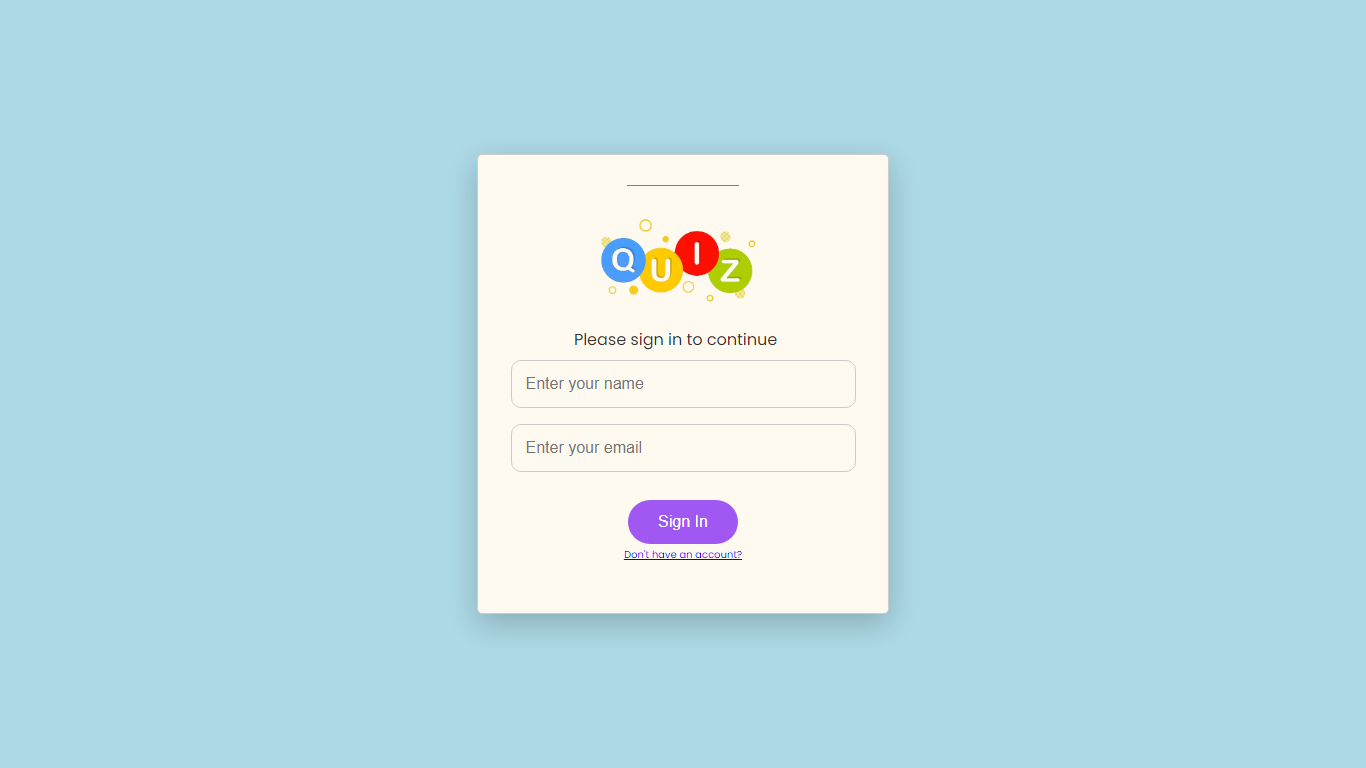 QUIZ
Please sign in to continue
Enter your name
Enter your email
Sign In
Don't have an account?